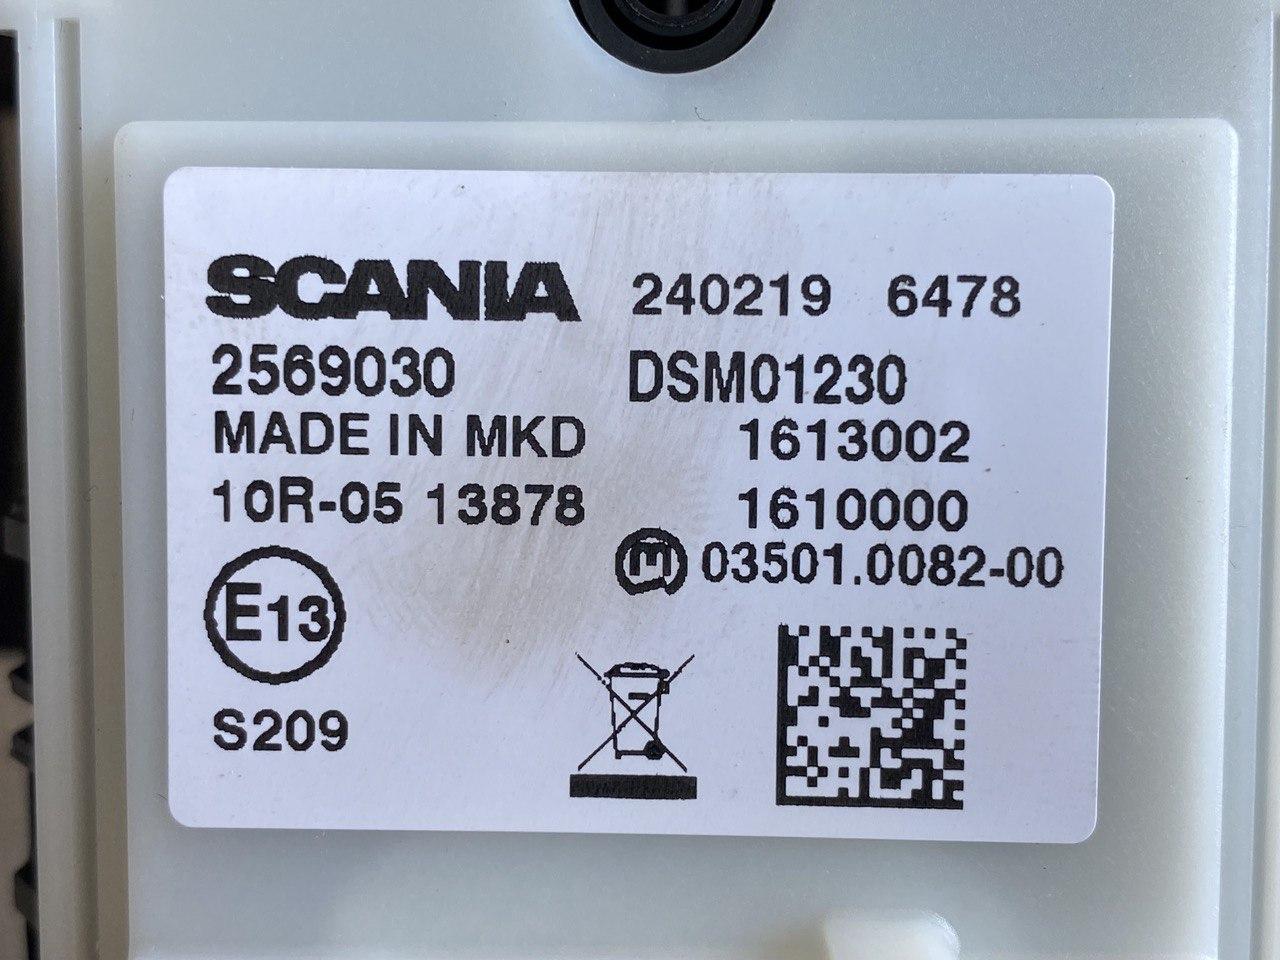 SCANIA 240219 6478
2569030 DSM01230
MADE IN MKD 1613002
10R-05 13878 1610000
M 03501.0082-00
E13
S209